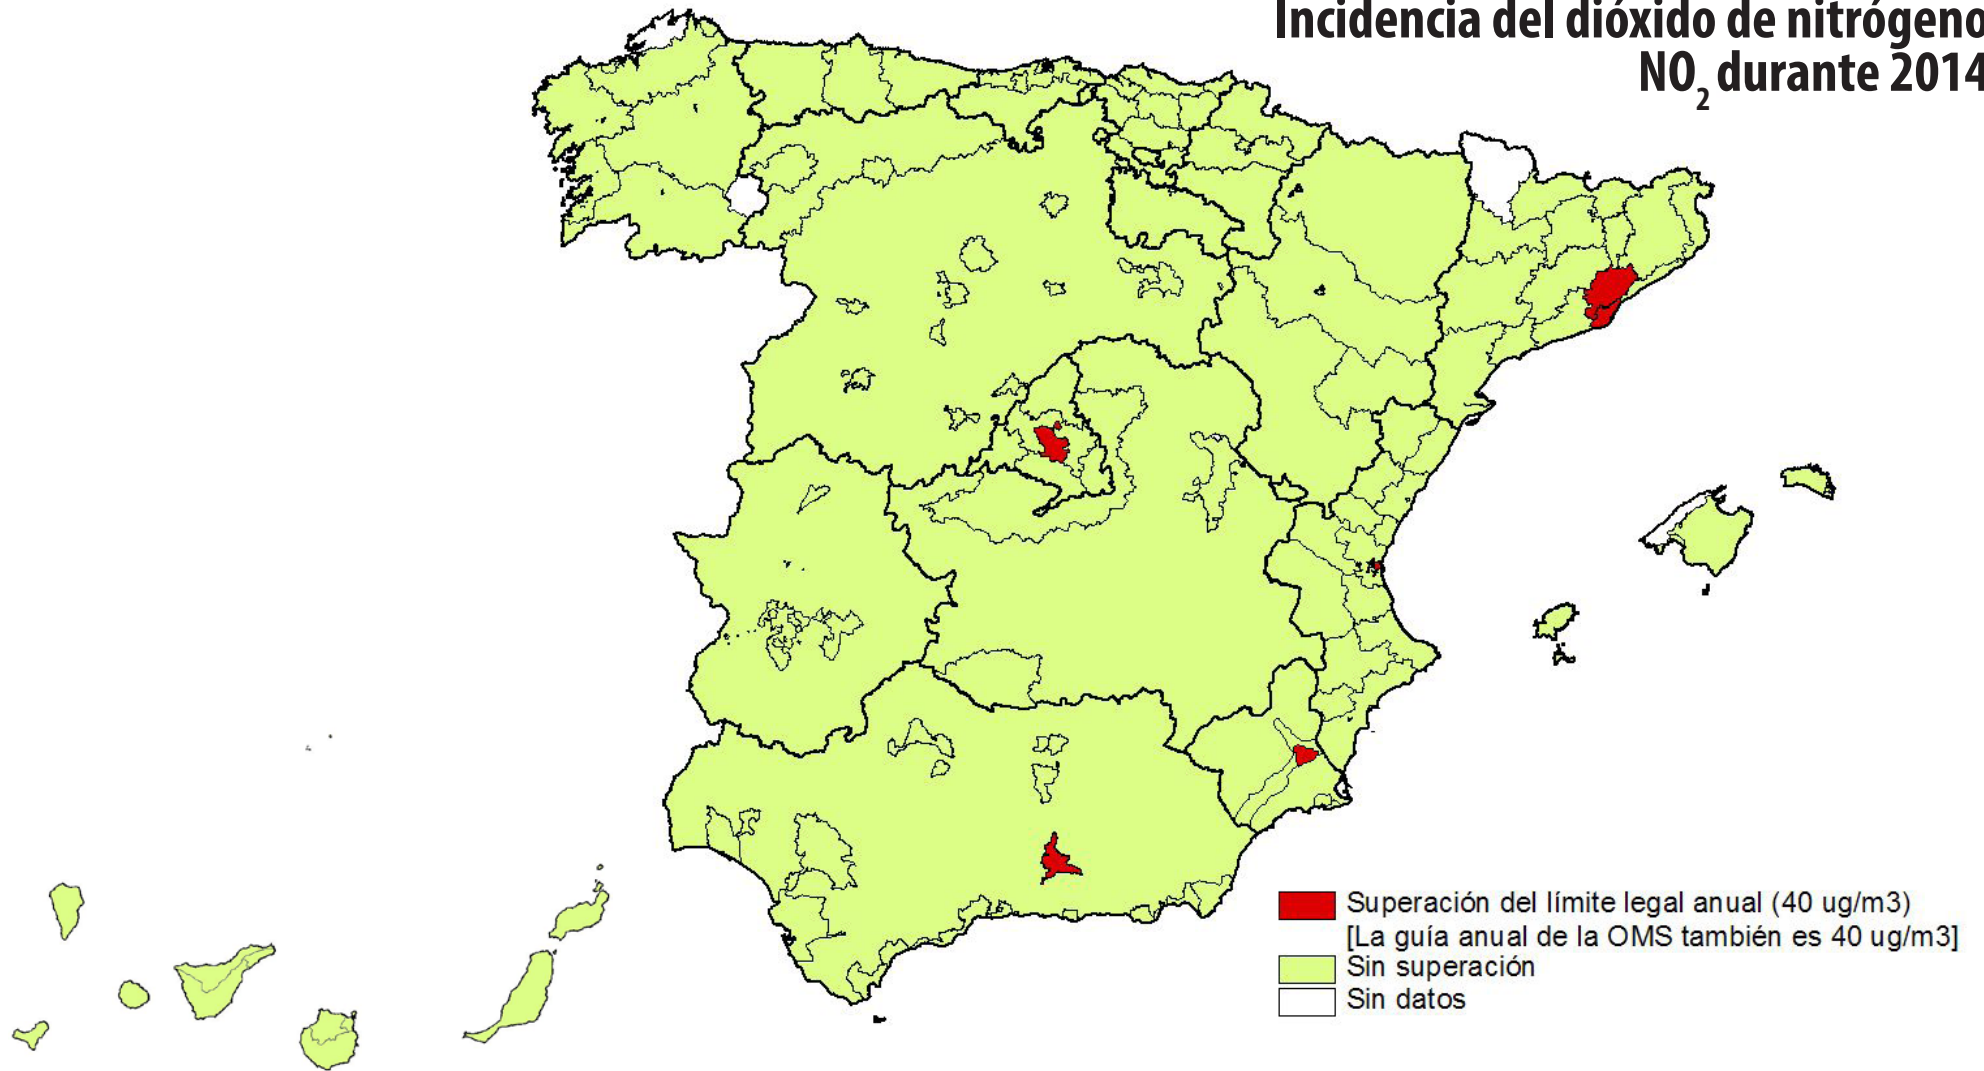 Incidencia del dióxido de nitrógeno
NO₂ durante 2014
Superación del límite legal anual (40 ug/m3)
[La guía anual de la OMS también es 40 ug/m3]
Sin superación
Sin datos